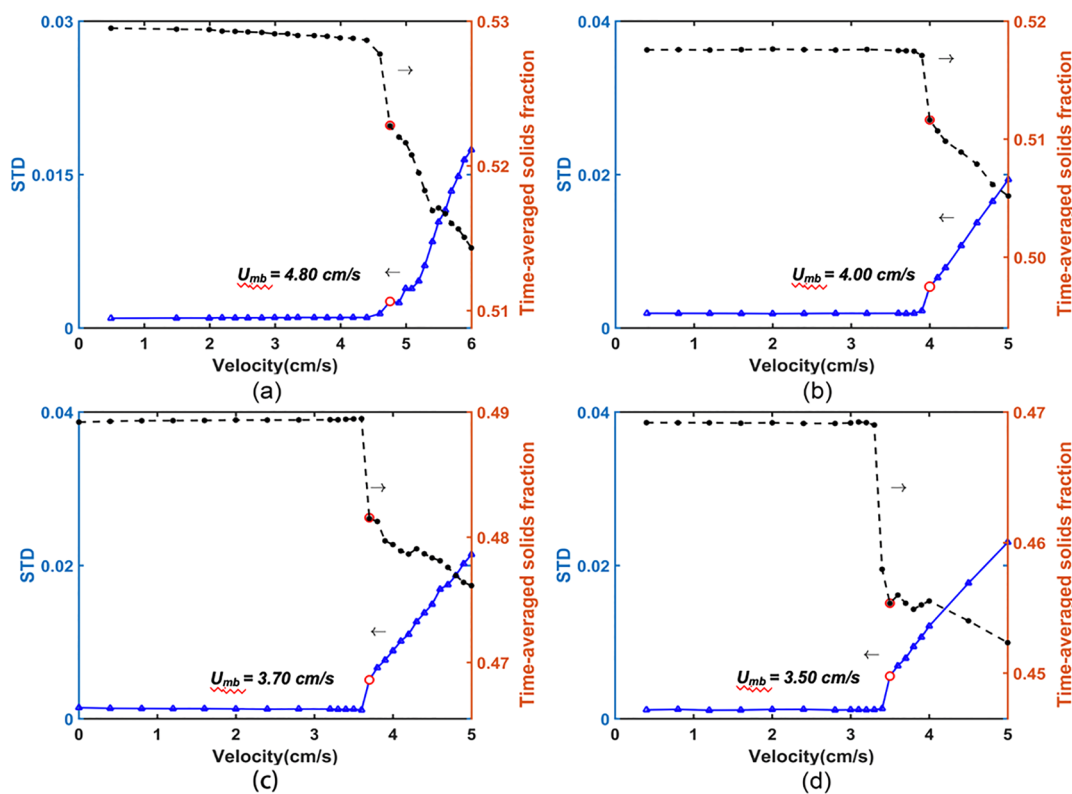 0.03
0.015
0
STD
0.53
0.52
0.51
Time-averaged solids fraction
→
←
U_mb = 4.80 cm/s
0 1 2 3 4 5 6
Velocity(cm/s)
(a)
0.04
0.02
0
STD
0.52
0.51
0.50
Time-averaged solids fraction
→
←
U_mb = 4.00 cm/s
0 1 2 3 4 5
Velocity(cm/s)
(b)
0.04
0.02
0
STD
0.49
0.48
0.47
Time-averaged solids fraction
→
←
U_mb = 3.70 cm/s
0 1 2 3 4 5
Velocity(cm/s)
(c)
0.04
0.02
0
STD
0.47
0.46
0.45
Time-averaged solids fraction
→
←
U_mb = 3.50 cm/s
0 1 2 3 4 5
Velocity(cm/s)
(d)